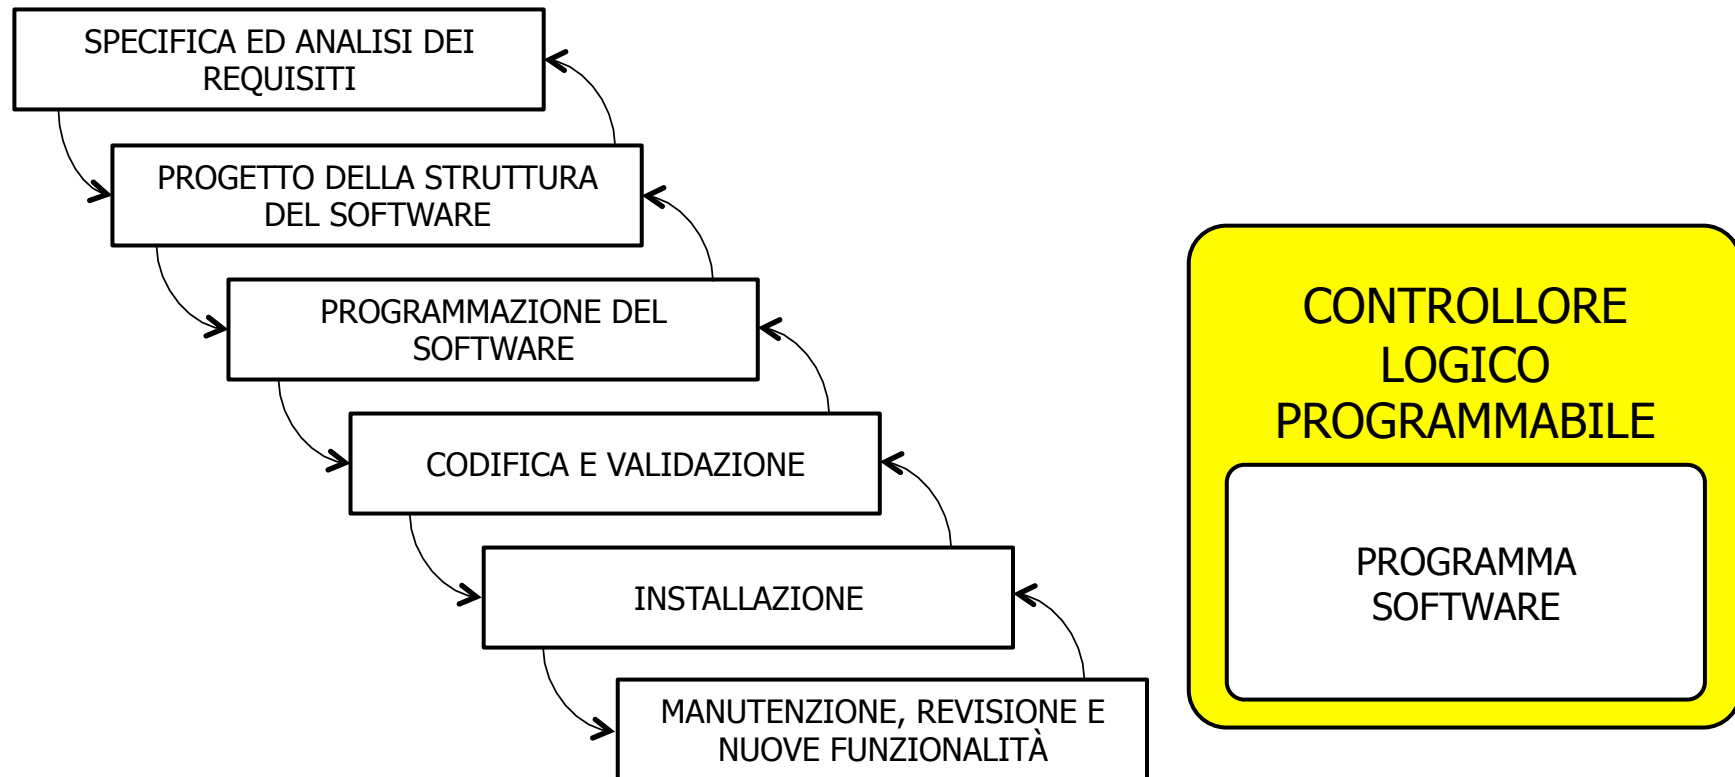 SPECIFICA ED ANALISI DEI
REQUISITI
PROGETTO DELLA STRUTTURA
DEL SOFTWARE
PROGRAMMAZIONE DEL
SOFTWARE
CODIFICA E VALIDAZIONE
INSTALLAZIONE
MANUTENZIONE, REVISIONE E
NUOVE FUNZIONALITÀ
CONTROLLORE
LOGICO
PROGRAMMABILE
PROGRAMMA
SOFTWARE